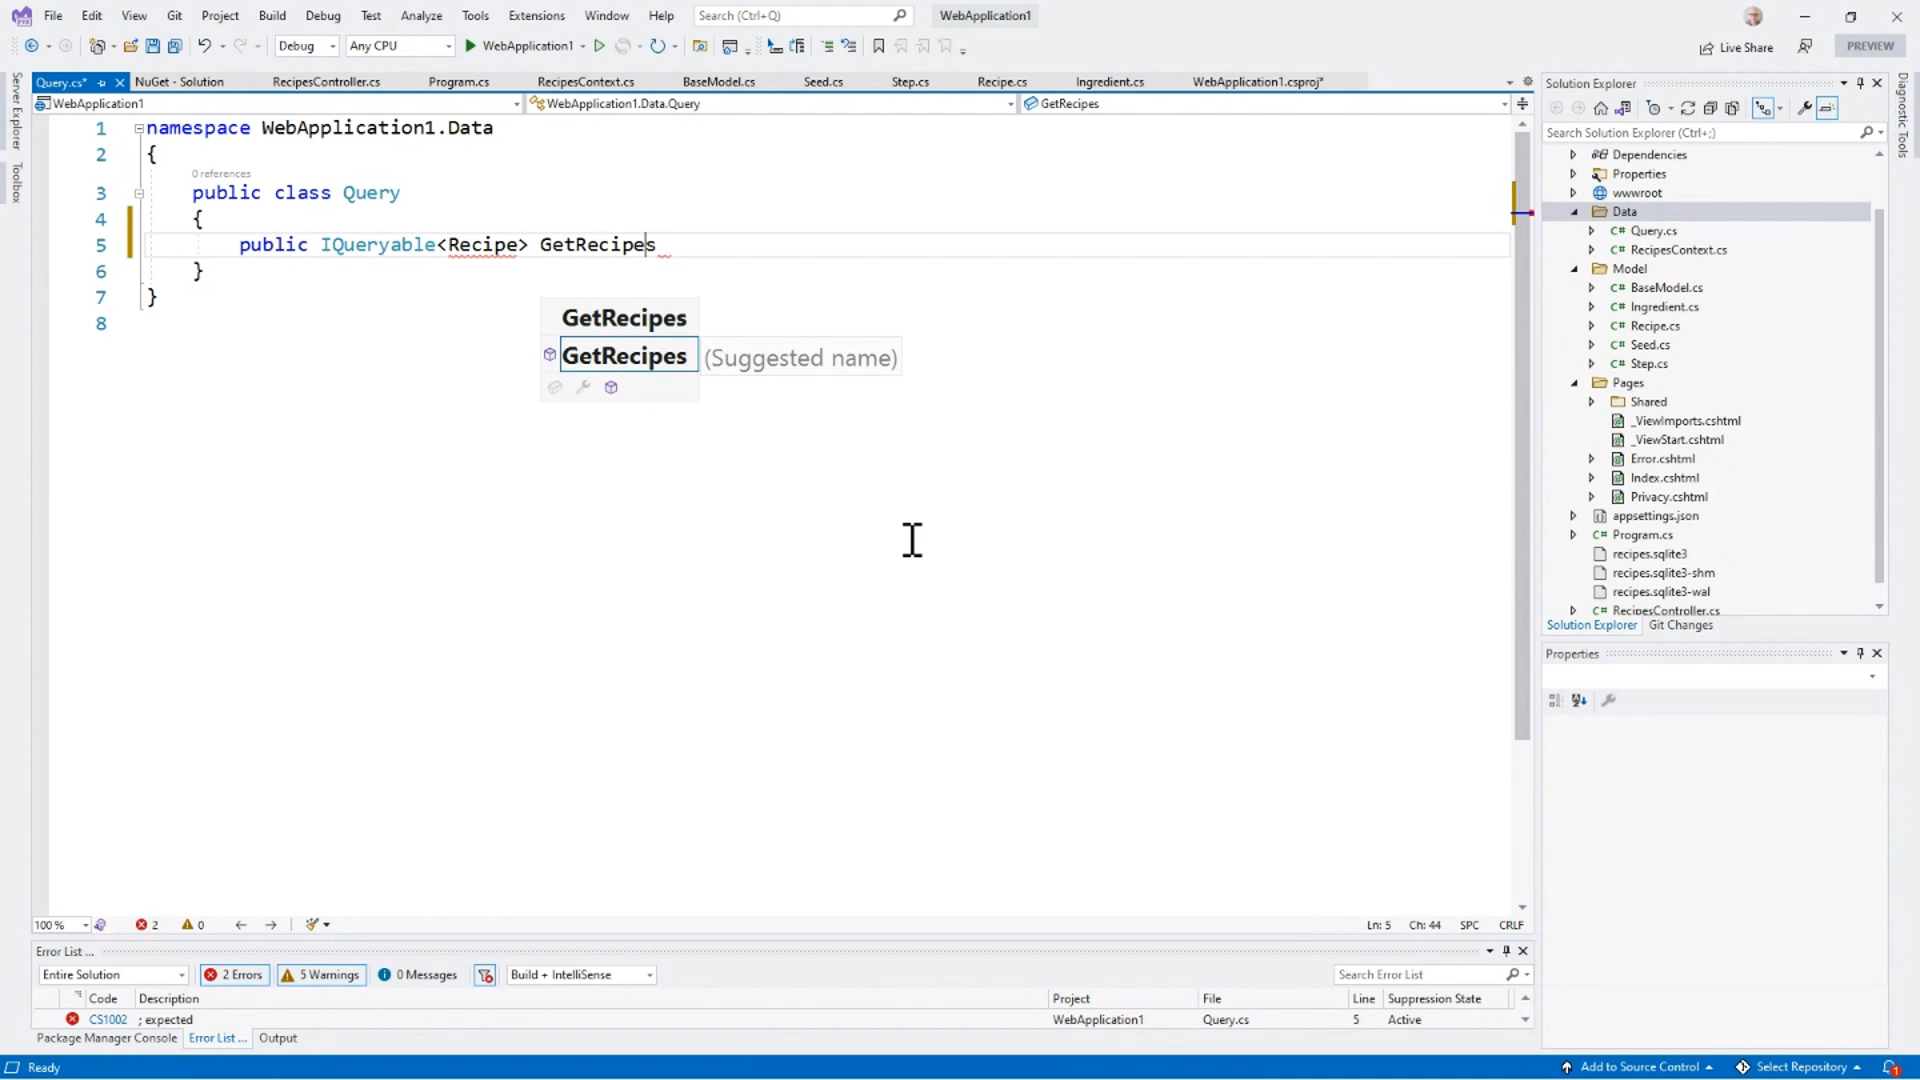 File Edit View Git Project Build Debug Test Analyze Tools Extensions Window Help Search (Ctrl+Q) WebApplication1
Debug Any CPU WebApplication1 Live Share PREVIEW
Query.cs* NuGet - Solution RecipesController.cs Program.cs RecipesContext.cs BaseModel.cs Seed.cs Step.cs Recipe.cs Ingredient.cs WebApplication1.csproj*
WebApplication1 WebApplication1.Data.Query GetRecipes
Server Explorer
Toolbox
1 namespace WebApplication1.Data
2 {
0 references
3 public class Query
4 {
5 public IQueryable<Recipe> GetRecipes
6 }
7 }
8
GetRecipes
GetRecipes (Suggested name)
100 % 2 0 Ln: 5 Ch: 44 SPC CRLF
Error List ...
Entire Solution 2 Errors 5 Warnings 0 Messages Build + IntelliSense Search Error List
Code Description Project File Line Suppression State
CS1002 ; expected WebApplication1 Query.cs 5 Active
Package Manager Console Error List ... Output
Solution Explorer
Search Solution Explorer (Ctrl+;)
Dependencies
Properties
wwwroot
Data
C# Query.cs
C# RecipesContext.cs
Model
C# BaseModel.cs
C# Ingredient.cs
C# Recipe.cs
C# Seed.cs
C# Step.cs
Pages
Shared
_ViewImports.cshtml
_ViewStart.cshtml
Error.cshtml
Index.cshtml
Privacy.cshtml
appsettings.json
C# Program.cs
recipes.sqlite3
recipes.sqlite3-shm
recipes.sqlite3-wal
C# RecipesController.cs
Solution Explorer Git Changes
Properties
Diagnostic Tools
Ready Add to Source Control Select Repository 1